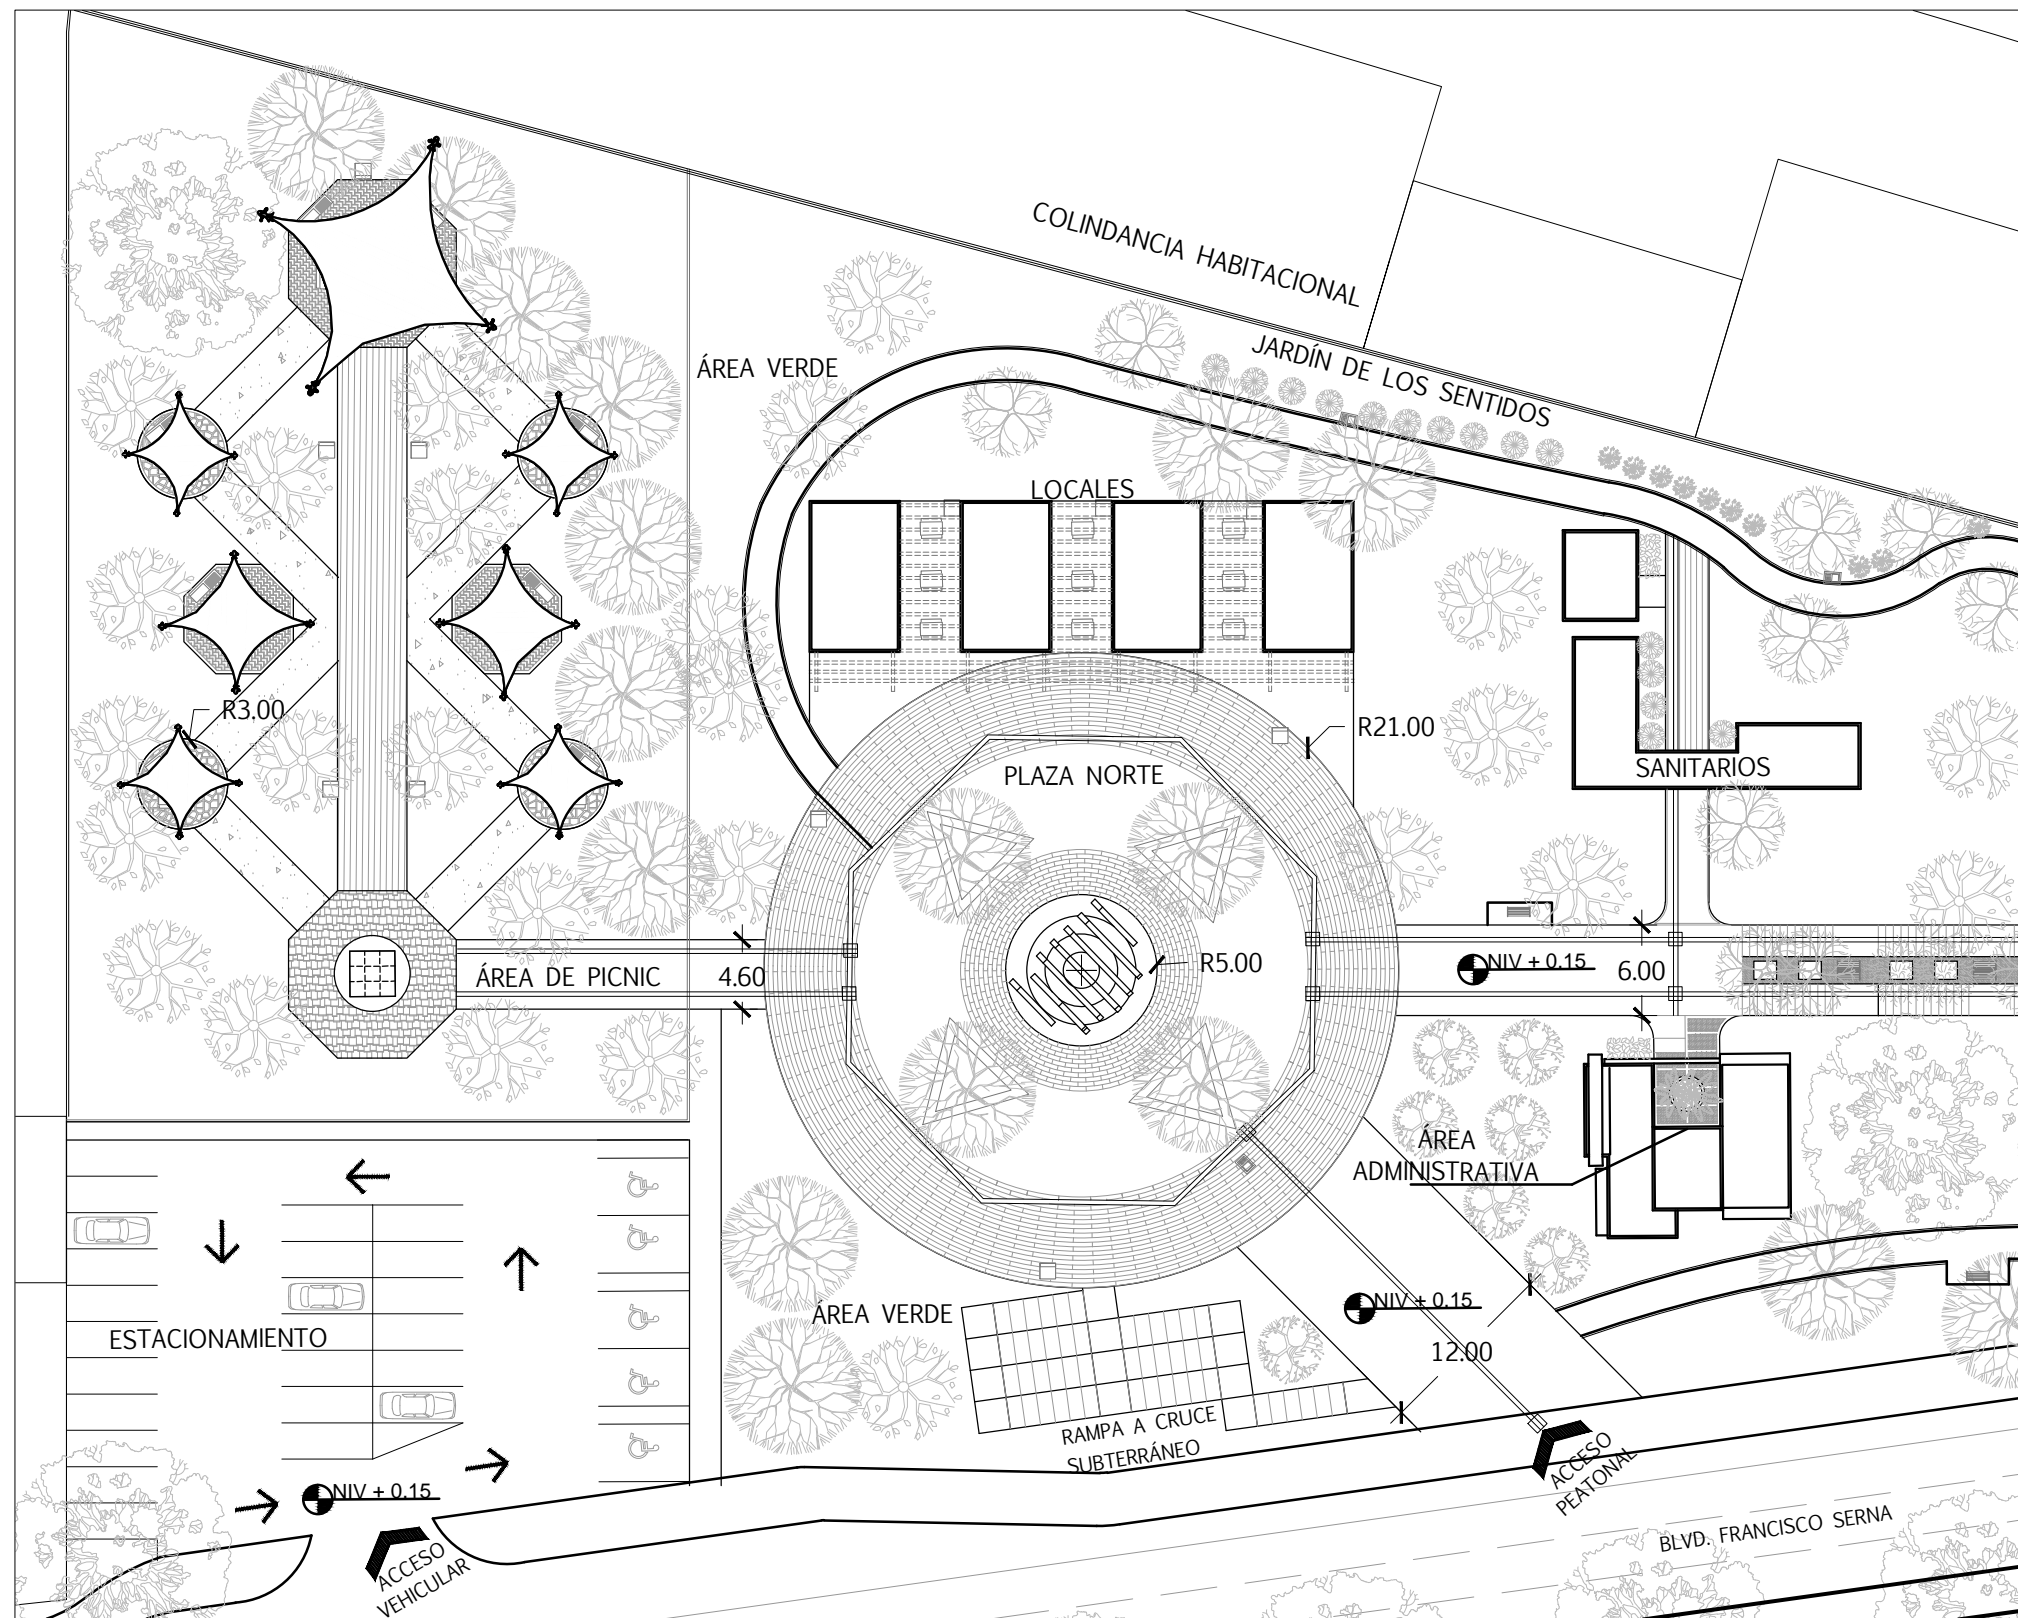 COLINDANCIA HABITACIONAL
JARDÍN DE LOS SENTIDOS
ÁREA VERDE
LOCALES
R3.00
R21.00
PLAZA NORTE
SANITARIOS
R5.00
ÁREA DE PICNIC
4.60
NIV + 0.15
6.00
ÁREA
ADMINISTRATIVA
ÁREA VERDE
NIV + 0.15
12.00
ESTACIONAMIENTO
RAMPA A CRUCE
SUBTERRÁNEO
ACCESO
PEATONAL
NIV + 0.15
BLVD. FRANCISCO SERNA
ACCESO
VEHICULAR